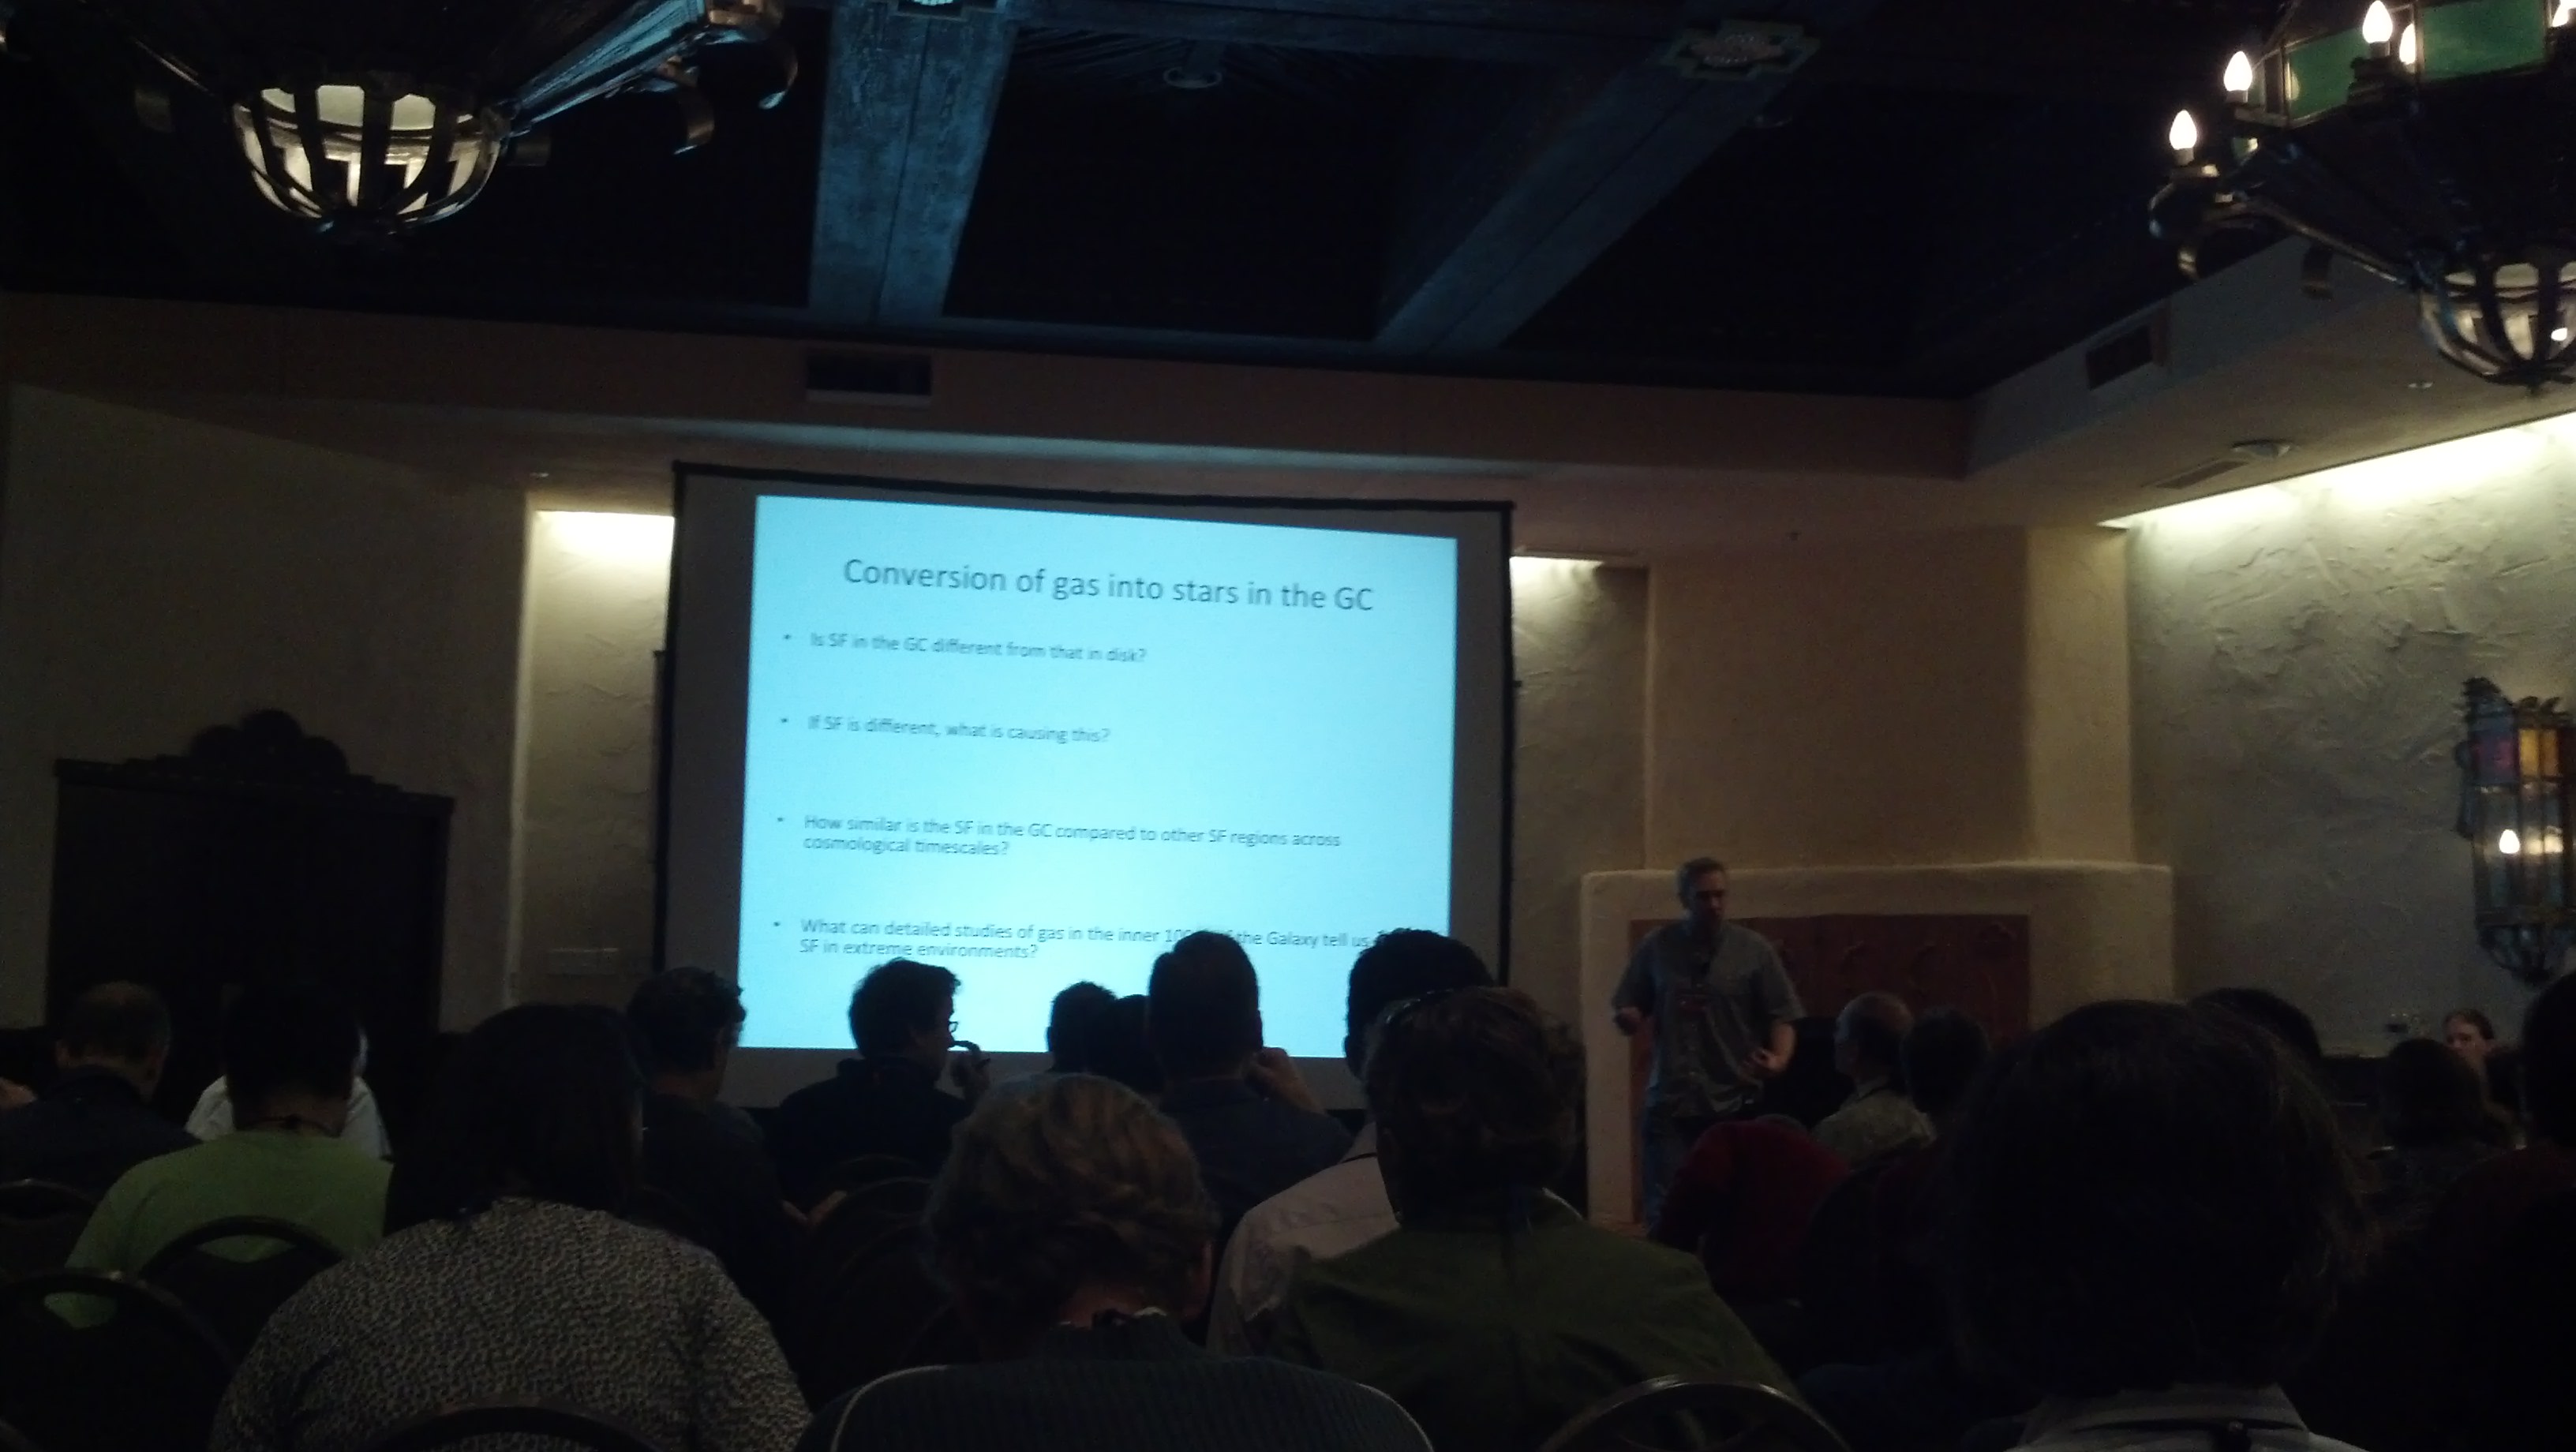 Conversion of gas into stars in the GC
• Is SF in the GC different from that in disk?
• If SF is different, what is causing this?
• How similar is the SF in the GC compared to other SF regions across
cosmological timescales?
• What can detailed studies of gas in the inner the Galaxy tell us
SF in extreme environments?